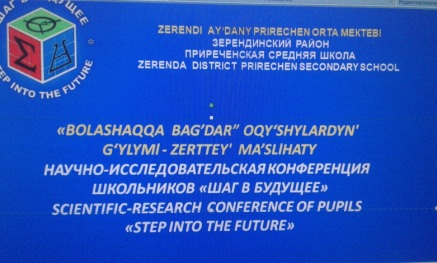 ШАГ В БУДУЩЕЕ
STEP INTO THE FUTURE
ZERENDI AY'DANY PRIRECHEN ORTA MEKTEBI
ЗЕРЕНДИНСКИЙ РАЙОН
ПРИРЕЧЕНСКАЯ СРЕДНЯЯ ШКОЛА
ZERENDA DISTRICT PRIRECHEN SECONDARY SCHOOL
«BOLASHAQQA BAG'DAR” OQY'SHYLARDYN'
G'YLYMI - ZERTTEY' MA'SLIHATY
НАУЧНО-ИССЛЕДОВАТЕЛЬСКАЯ КОНФЕРЕНЦИЯ
ШКОЛЬНИКОВ «ШАГ В БУДУЩЕЕ»
SCIENTIFIC-RESEARCH CONFERENCE OF PUPILS
«STEP INTO THE FUTURE»